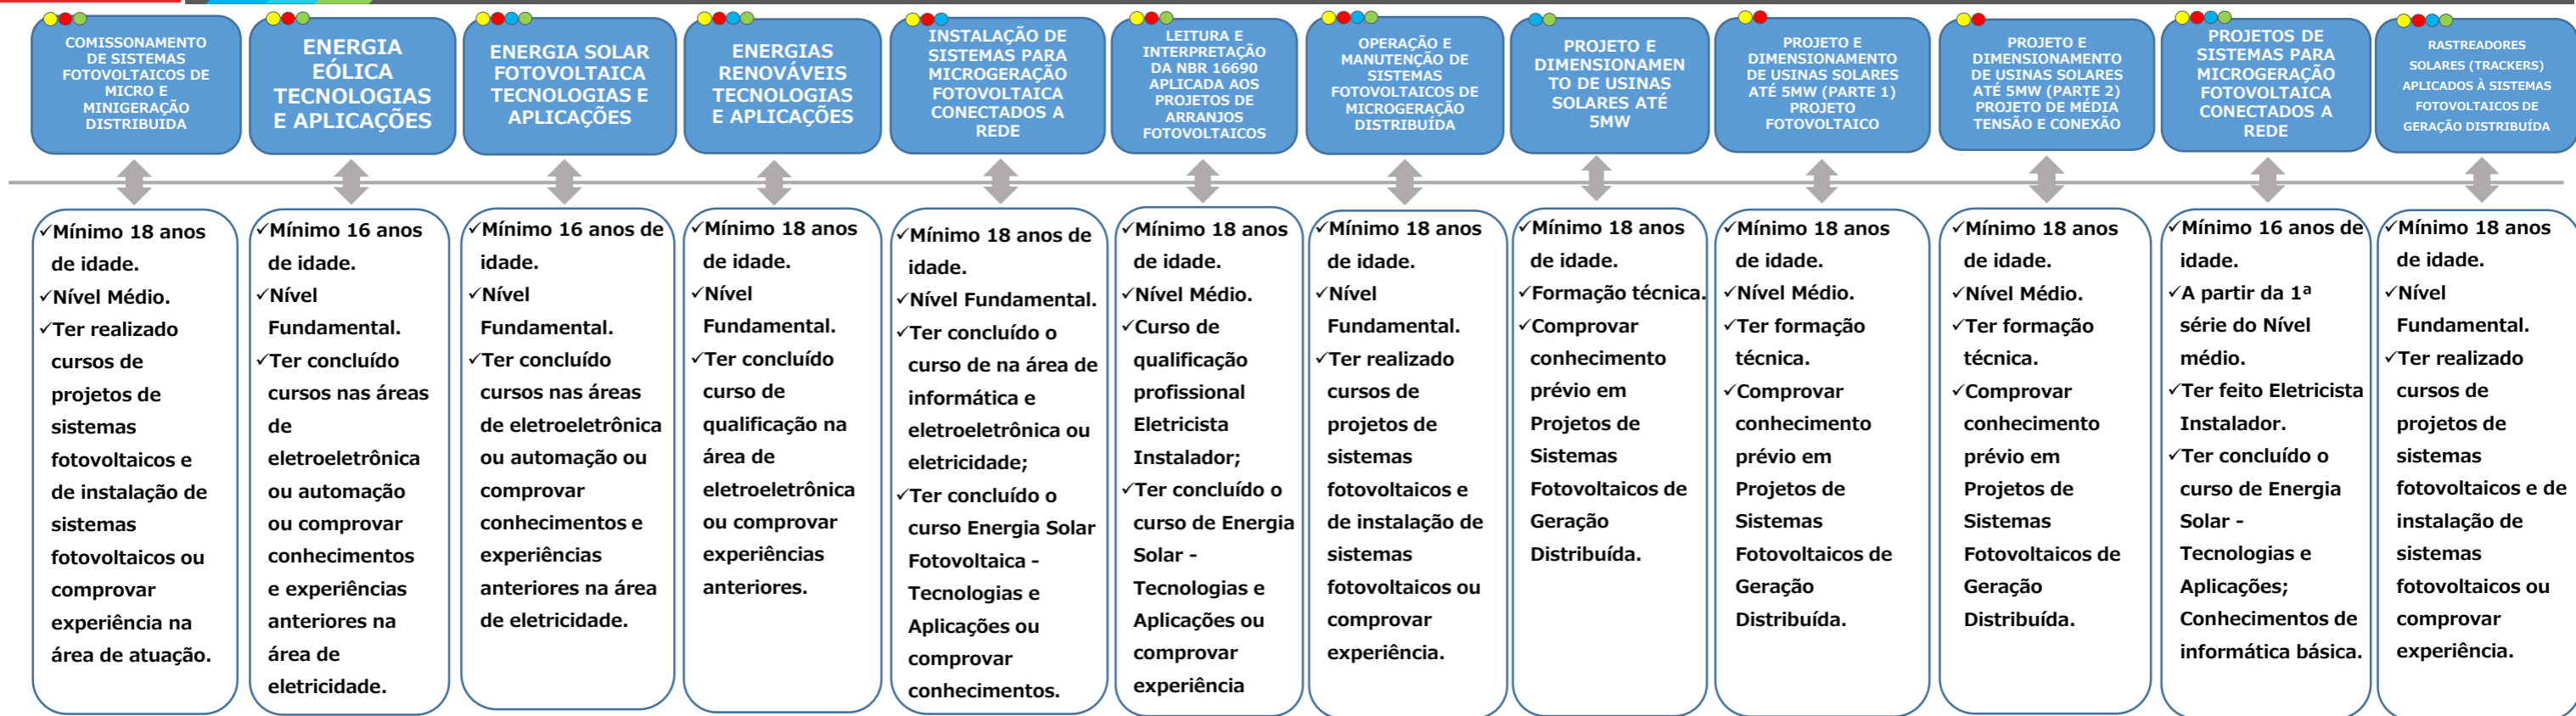 COMISSONAMENTO
DE SISTEMAS
FOTOVOLTAICOS DE
MICRO E
MINIGERAÇÃO
DISTRIBUIDA
ENERGIA
EÓLICA
TECNOLOGIAS
E APLICAÇÕES
ENERGIA SOLAR
FOTOVOLTAICA
TECNOLOGIAS E
APLICAÇÕES
ENERGIAS
RENOVÁVEIS
TECNOLOGIAS
E APLICAÇÕES
INSTALAÇÃO DE
SISTEMAS PARA
MICROGERAÇÃO
FOTOVOLTAICA
CONECTADOS A
REDE
LEITURA E
INTERPRETAÇÃO
DA NBR 16690
APLICADA AOS
PROJETOS DE
ARRANJOS
FOTOVOLTAICOS
OPERAÇÃO E
MANUTENÇÃO DE
SISTEMAS
FOTOVOLTAICOS DE
MICROGERAÇÃO
DISTRIBUÍDA
PROJETO E
DIMENSIONAMEN
TO DE USINAS
SOLARES ATÉ
5MW
PROJETO E
DIMENSIONAMENTO
DE USINAS SOLARES
ATÉ 5MW (PARTE 1)
PROJETO
FOTOVOLTAICO
PROJETO E
DIMENSIONAMENTO
DE USINAS SOLARES
ATÉ 5MW (PARTE 2)
PROJETO DE MÉDIA
TENSÃO E CONEXÃO
PROJETOS DE
SISTEMAS PARA
MICROGERAÇÃO
FOTOVOLTAICA
CONECTADOS A
REDE
RASTREADORES
SOLARES (TRACKERS)
APLICADOS À SISTEMAS
FOTOVOLTAICOS DE
GERAÇÃO DISTRIBUÍDA
✓Mínimo 18 anos
de idade.
✓Nível Médio.
✓Ter realizado
cursos de
projetos de
sistemas
fotovoltaicos e
de instalação de
sistemas
fotovoltaicos ou
comprovar
experiência na
área de atuação.
✓Mínimo 16 anos
de idade.
✓Nível
Fundamental.
✓Ter concluído
cursos nas áreas
de
eletroeletrônica
ou automação
ou comprovar
conhecimentos
e experiências
anteriores na
área de
eletricidade.
✓Mínimo 16 anos de
idade.
✓Nível
Fundamental.
✓Ter concluído
cursos nas áreas
de eletroeletrônica
ou automação ou
comprovar
conhecimentos e
experiências
anteriores na área
de eletricidade.
✓Mínimo 18 anos
de idade.
✓Nível
Fundamental.
✓Ter concluído
curso de
qualificação na
área de
eletroeletrônica
ou comprovar
experiências
anteriores.
✓Mínimo 18 anos de
idade.
✓Nível Fundamental.
✓Ter concluído o
curso de na área de
informática e
eletroeletrônica ou
eletricidade;
✓Ter concluído o
curso Energia Solar
Fotovoltaica -
Tecnologias e
Aplicações ou
comprovar
conhecimentos.
✓Mínimo 18 anos
de idade.
✓Nível Médio.
✓Curso de
qualificação
profissional
Eletricista
Instalador;
✓Ter concluído o
curso de Energia
Solar -
Tecnologias e
Aplicações ou
comprovar
experiência
✓Mínimo 18 anos
de idade.
✓Nível
Fundamental.
✓Ter realizado
cursos de
projetos de
sistemas
fotovoltaicos e
de instalação de
sistemas
fotovoltaicos ou
comprovar
experiência.
✓Mínimo 18 anos
de idade.
✓Formação técnica.
✓Comprovar
conhecimento
prévio em
Projetos de
Sistemas
Fotovoltaicos de
Geração
Distribuída.
✓Mínimo 18 anos
de idade.
✓Nível Médio.
✓Ter formação
técnica.
✓Comprovar
conhecimento
prévio em
Projetos de
Sistemas
Fotovoltaicos de
Geração
Distribuída.
✓Mínimo 18 anos
de idade.
✓Nível Médio.
✓Ter formação
técnica.
✓Comprovar
conhecimento
prévio em
Projetos de
Sistemas
Fotovoltaicos de
Geração
Distribuída.
✓Mínimo 16 anos de
idade.
✓A partir da 1ª
série do Nível
médio.
✓Ter feito Eletricista
Instalador.
✓Ter concluído o
curso de Energia
Solar -
Tecnologias e
Aplicações;
Conhecimentos de
informática básica.
✓Mínimo 18 anos
de idade.
✓Nível
Fundamental.
✓Ter realizado
cursos de
projetos de
sistemas
fotovoltaicos e de
instalação de
sistemas
fotovoltaicos ou
comprovar
experiência.